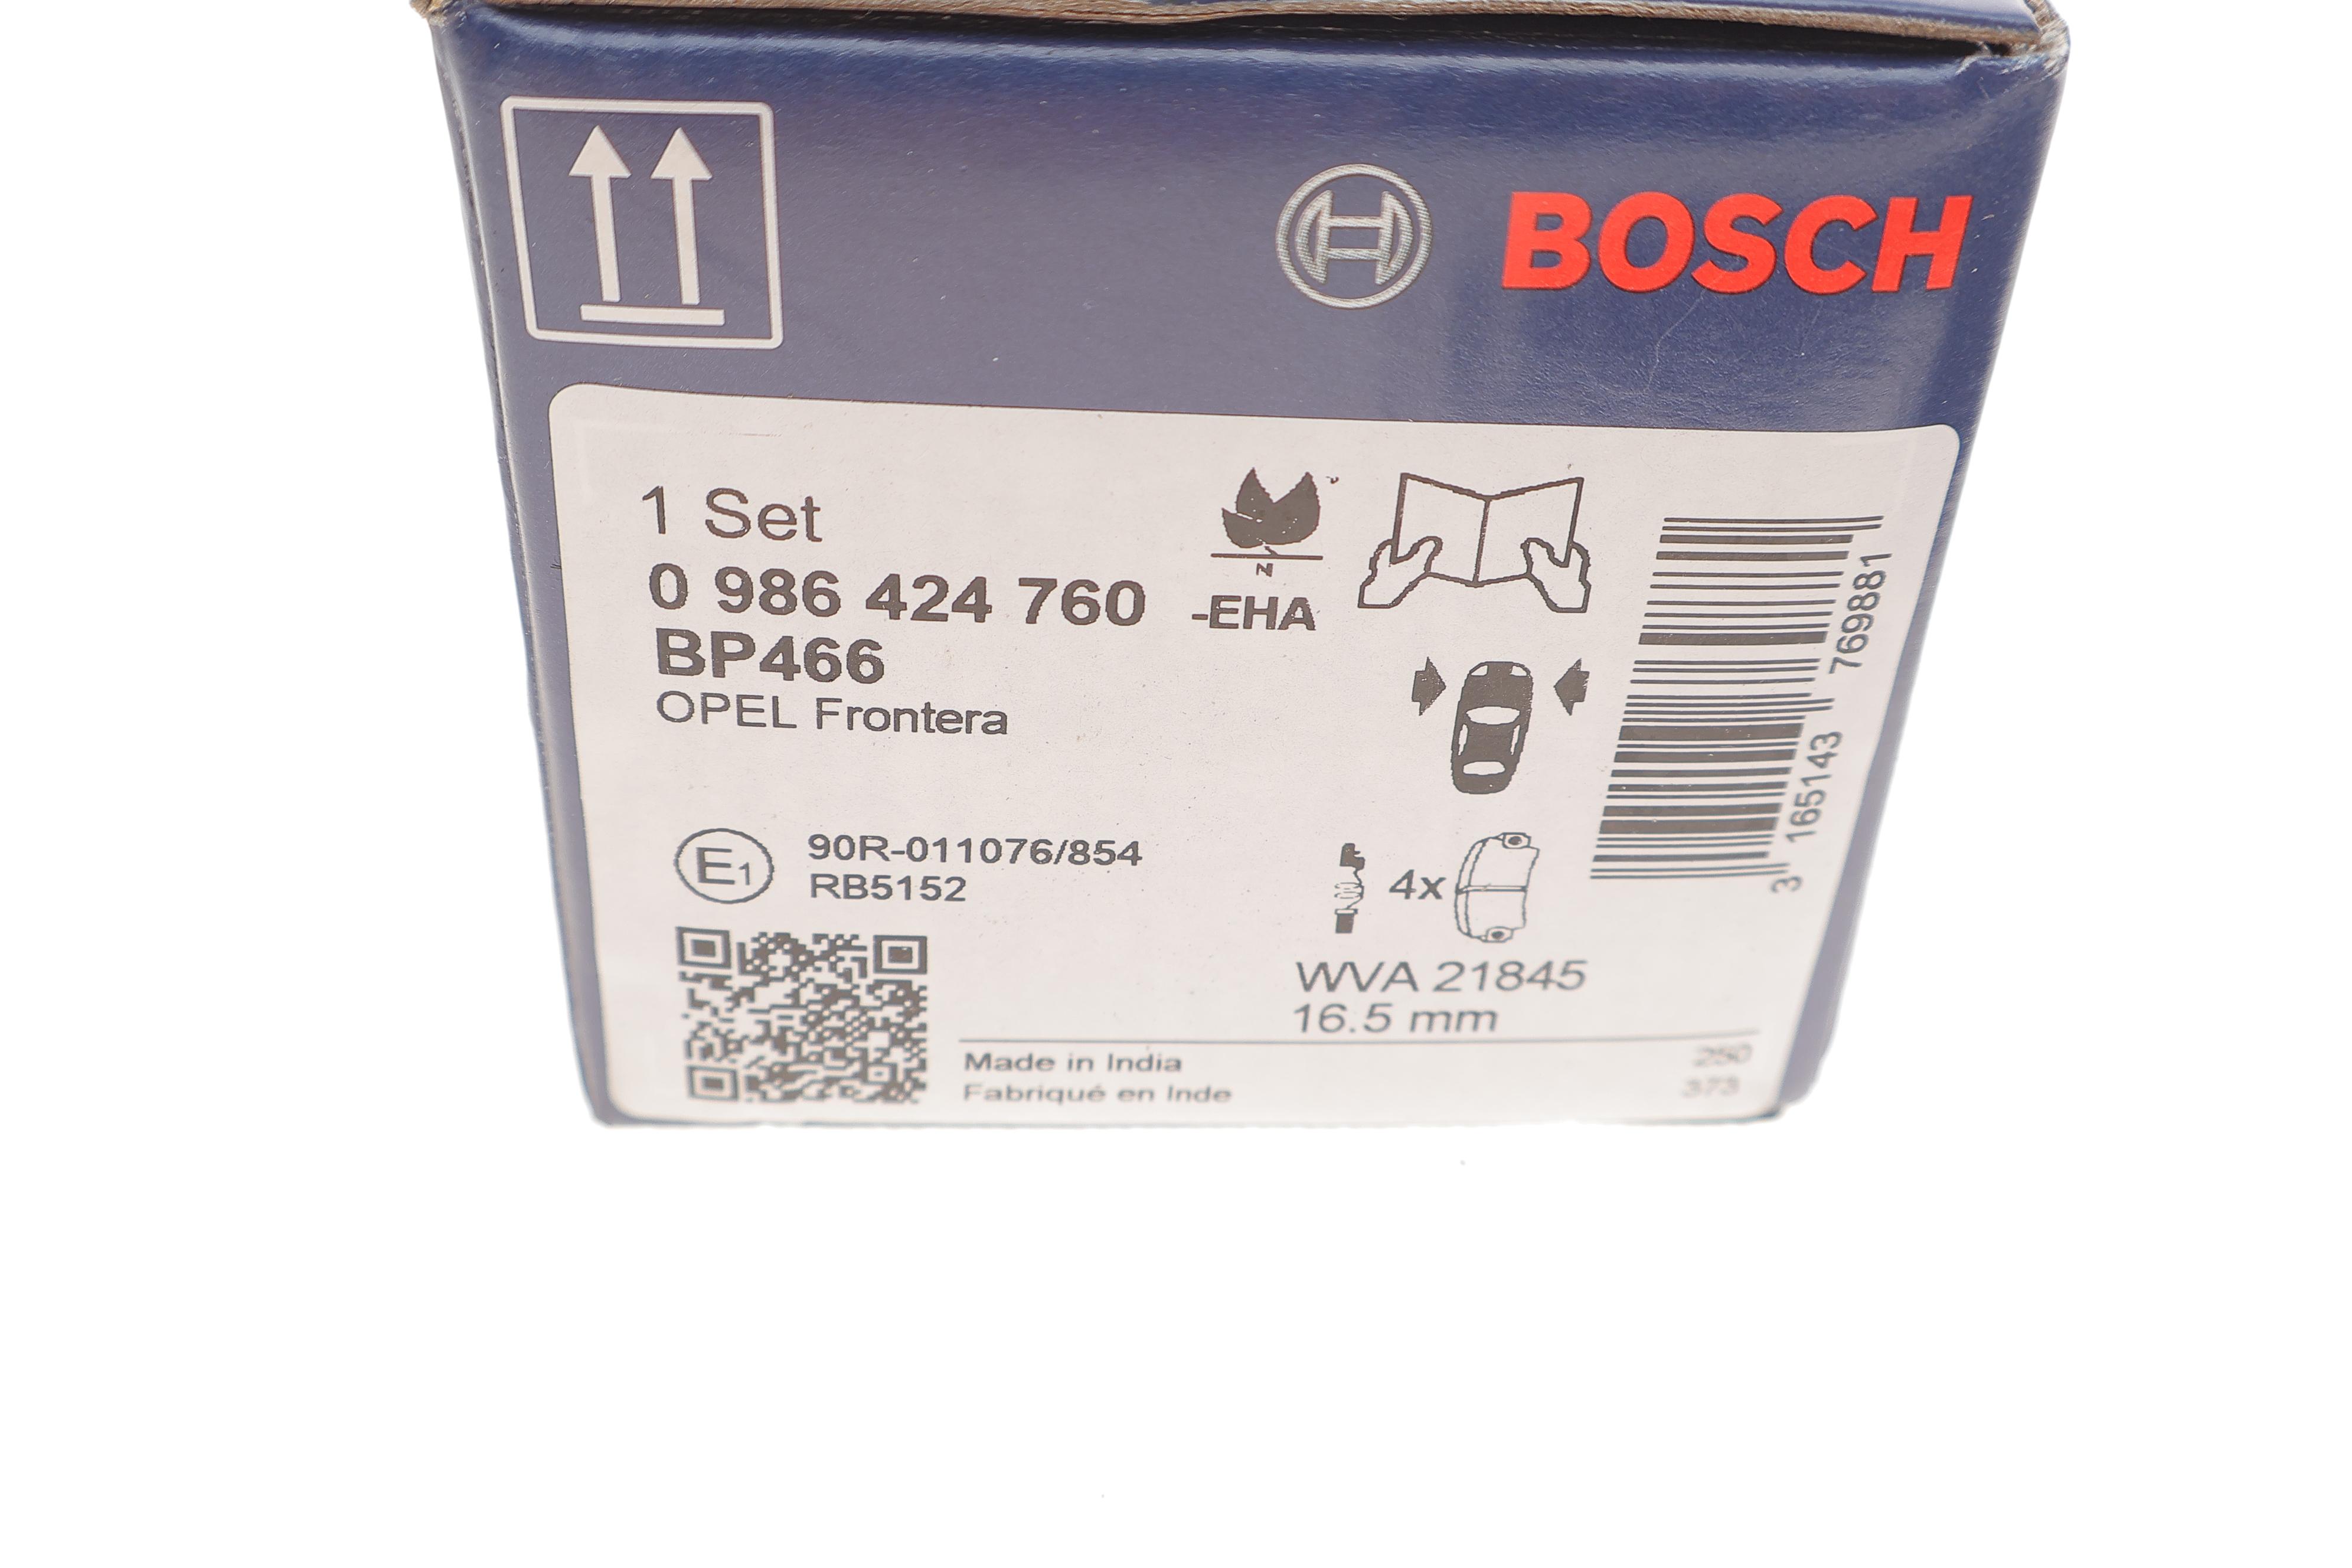 BOSCH
1 Set
0 986 424 760 -EHA
BP466
OPEL Frontera
N
E1 90R-011076/854
RB5152
4x
WVA 21845
16.5 mm
Made in India
Fabriqué en Inde
250
373
3 165143 769881